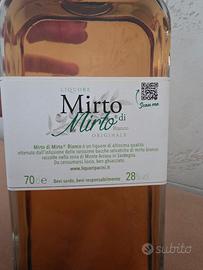 LIQUORE
Scan me
Mirto di
Mirto®
Bianco
ORIGINALE
Mirto di Mirto® Bianco è un liquore di altissima qualità
ottenuto dall'infusione delle rarissime bacche selvatiche di mirto bianco
raccolte nella zona di Monte Arcosu in Sardegna.
Da consumarsi liscio, ben ghiacciato.
www.liquoripacini.it
70cl
Bevi sardo, bevi responsabilmente
28%
subito